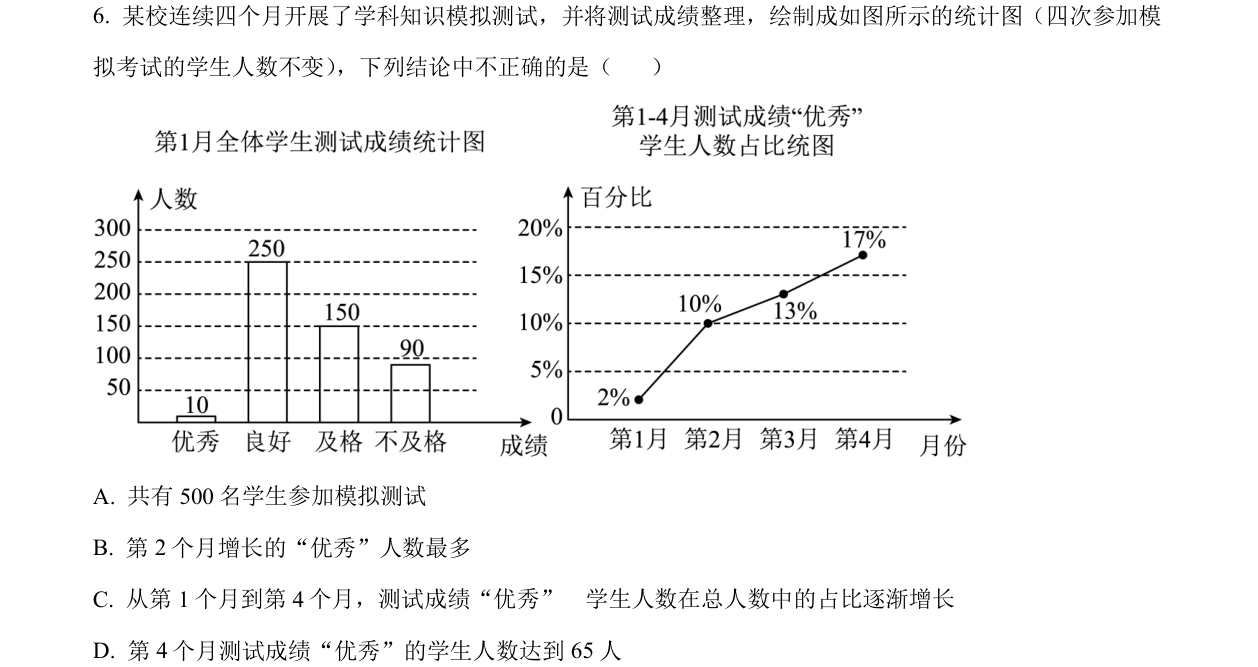 6. 某校连续四个月开展了学科知识模拟测试，并将测试成绩整理，绘制成如图所示的统计图（四次参加模
拟考试的学生人数不变），下列结论中不正确的是（　　）
第1月全体学生测试成绩统计图
人数
300
250
200
150
100
50
10
250
150
90
优秀 良好 及格 不及格 成绩
第1-4月测试成绩“优秀”
学生人数占比统图
百分比
20%
15%
10%
5%
0
2%
10%
13%
17%
第1月 第2月 第3月 第4月 月份
A. 共有 500 名学生参加模拟测试
B. 第 2 个月增长的“优秀”人数最多
C. 从第 1 个月到第 4 个月，测试成绩“优秀” 学生人数在总人数中的占比逐渐增长
D. 第 4 个月测试成绩“优秀”的学生人数达到 65 人